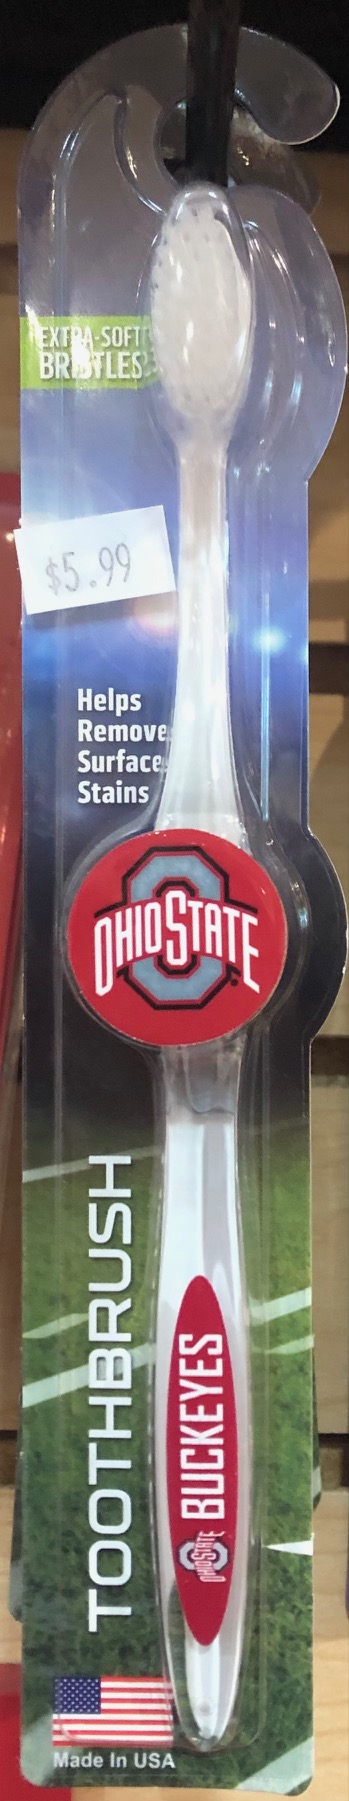 EXTRA-SOFT
BRISTLES
$5.99
Helps
Remove
Surface
Stains
OHIO STATE
TOOTHBRUSH
BUCKEYES
OHIO STATE
Made In USA